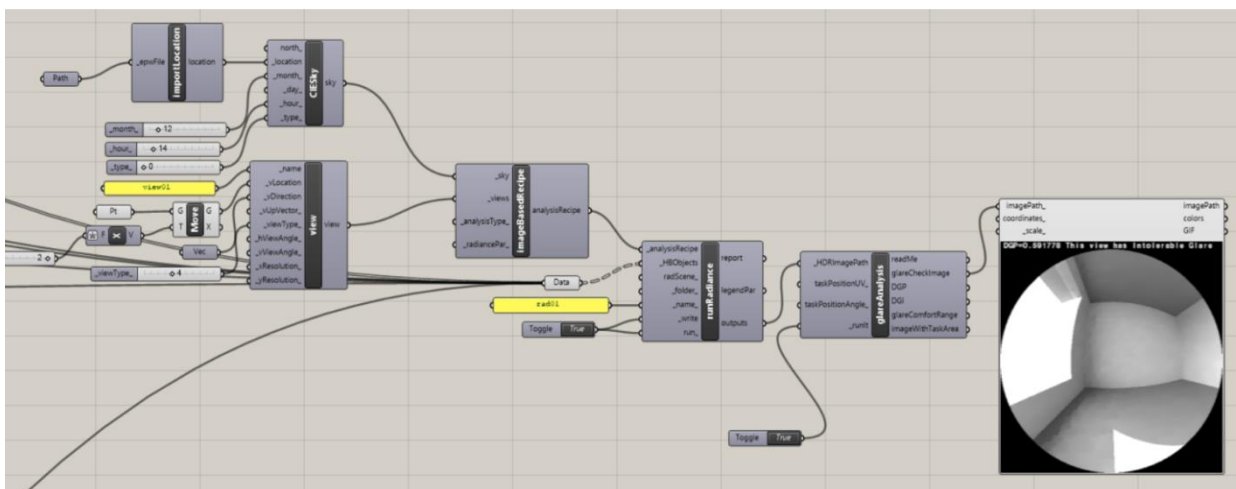 Path
_epwFile
importLocation
location
north_
_location
_month_
_day_
_hour_
_type_
CIESky
sky
_month_ 12
_hour_ 14
_type_ 0
view01
Pt
G
T
Move
G
X
F
x
V
2
Vec
_viewType_ 4
_name
_vLocation
_vDirection
_vUpVector_
_viewType_
_hViewAngle_
_vViewAngle_
_xResolution_
_yResolution_
view
view
_sky
_views
_analysisType_
_radiancePar_
imageBasedRecipe
analysisRecipe
Data
rad01
Toggle True
_analysisRecipe
_HBObjects
radScene_
_folder_
_name_
_write
run_
runRadiance
report
legendPar
outputs
Toggle True
_HDRImagePath
taskPositionUV_
taskPositionAngle_
_runIt
glareAnalysis
readMe
glareCheckImage
DGP
DGI
glareComfortRange
imageWithTaskArea
imagePath_
coordinates_
_scale_
imagePath
colors
GIF
DGP=0.591778 This view has Intolerable Glare